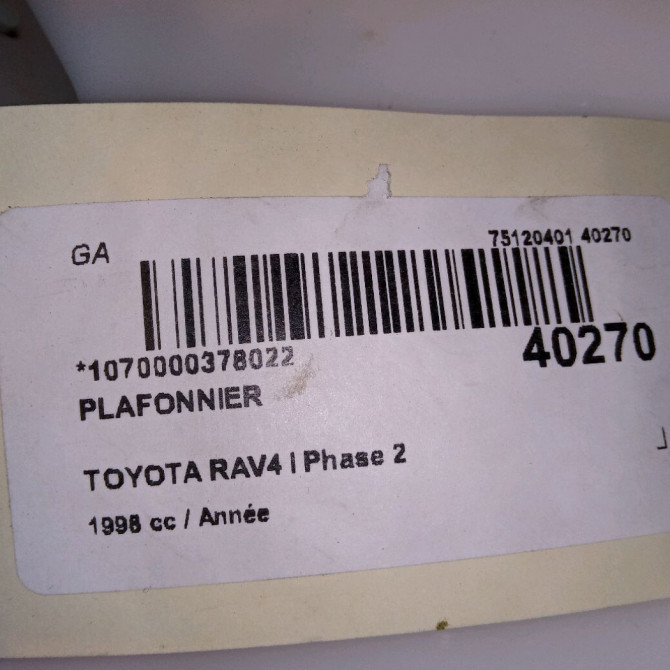 GA
75120401 40270
*1070000378022
40270
PLAFONNIER
TOYOTA RAV4 I Phase 2
1998 cc / Année